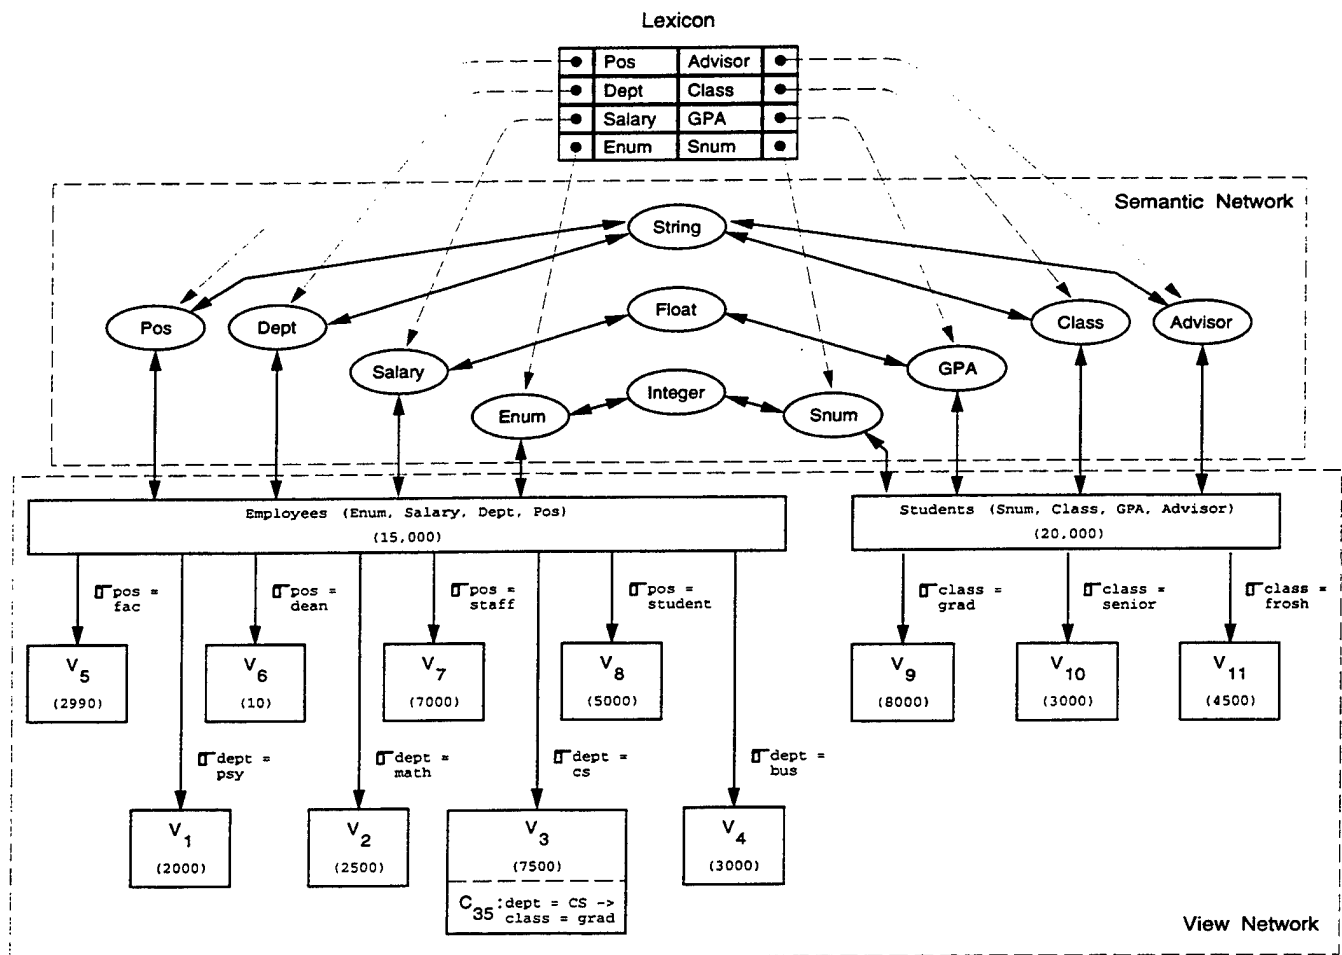 Lexicon
Pos Advisor
Dept Class
Salary GPA
Enum Snum
Semantic Network
String
Pos Dept Float Class Advisor
Salary GPA
Integer
Enum Snum
Employees (Enum, Salary, Dept, Pos)
(15,000)
Students (Snum, Class, GPA, Advisor)
(20,000)
σpos = fac
σpos = dean
σpos = staff
σpos = student
σclass = grad
σclass = senior
σclass = frosh
V5
(2990)
V6
(10)
V7
(7000)
V8
(5000)
V9
(8000)
V10
(3000)
V11
(4500)
σdept = psy
σdept = math
σdept = cs
σdept = bus
V1
(2000)
V2
(2500)
V3
(7500)
V4
(3000)
C35:dept = CS ->
class = grad
View Network